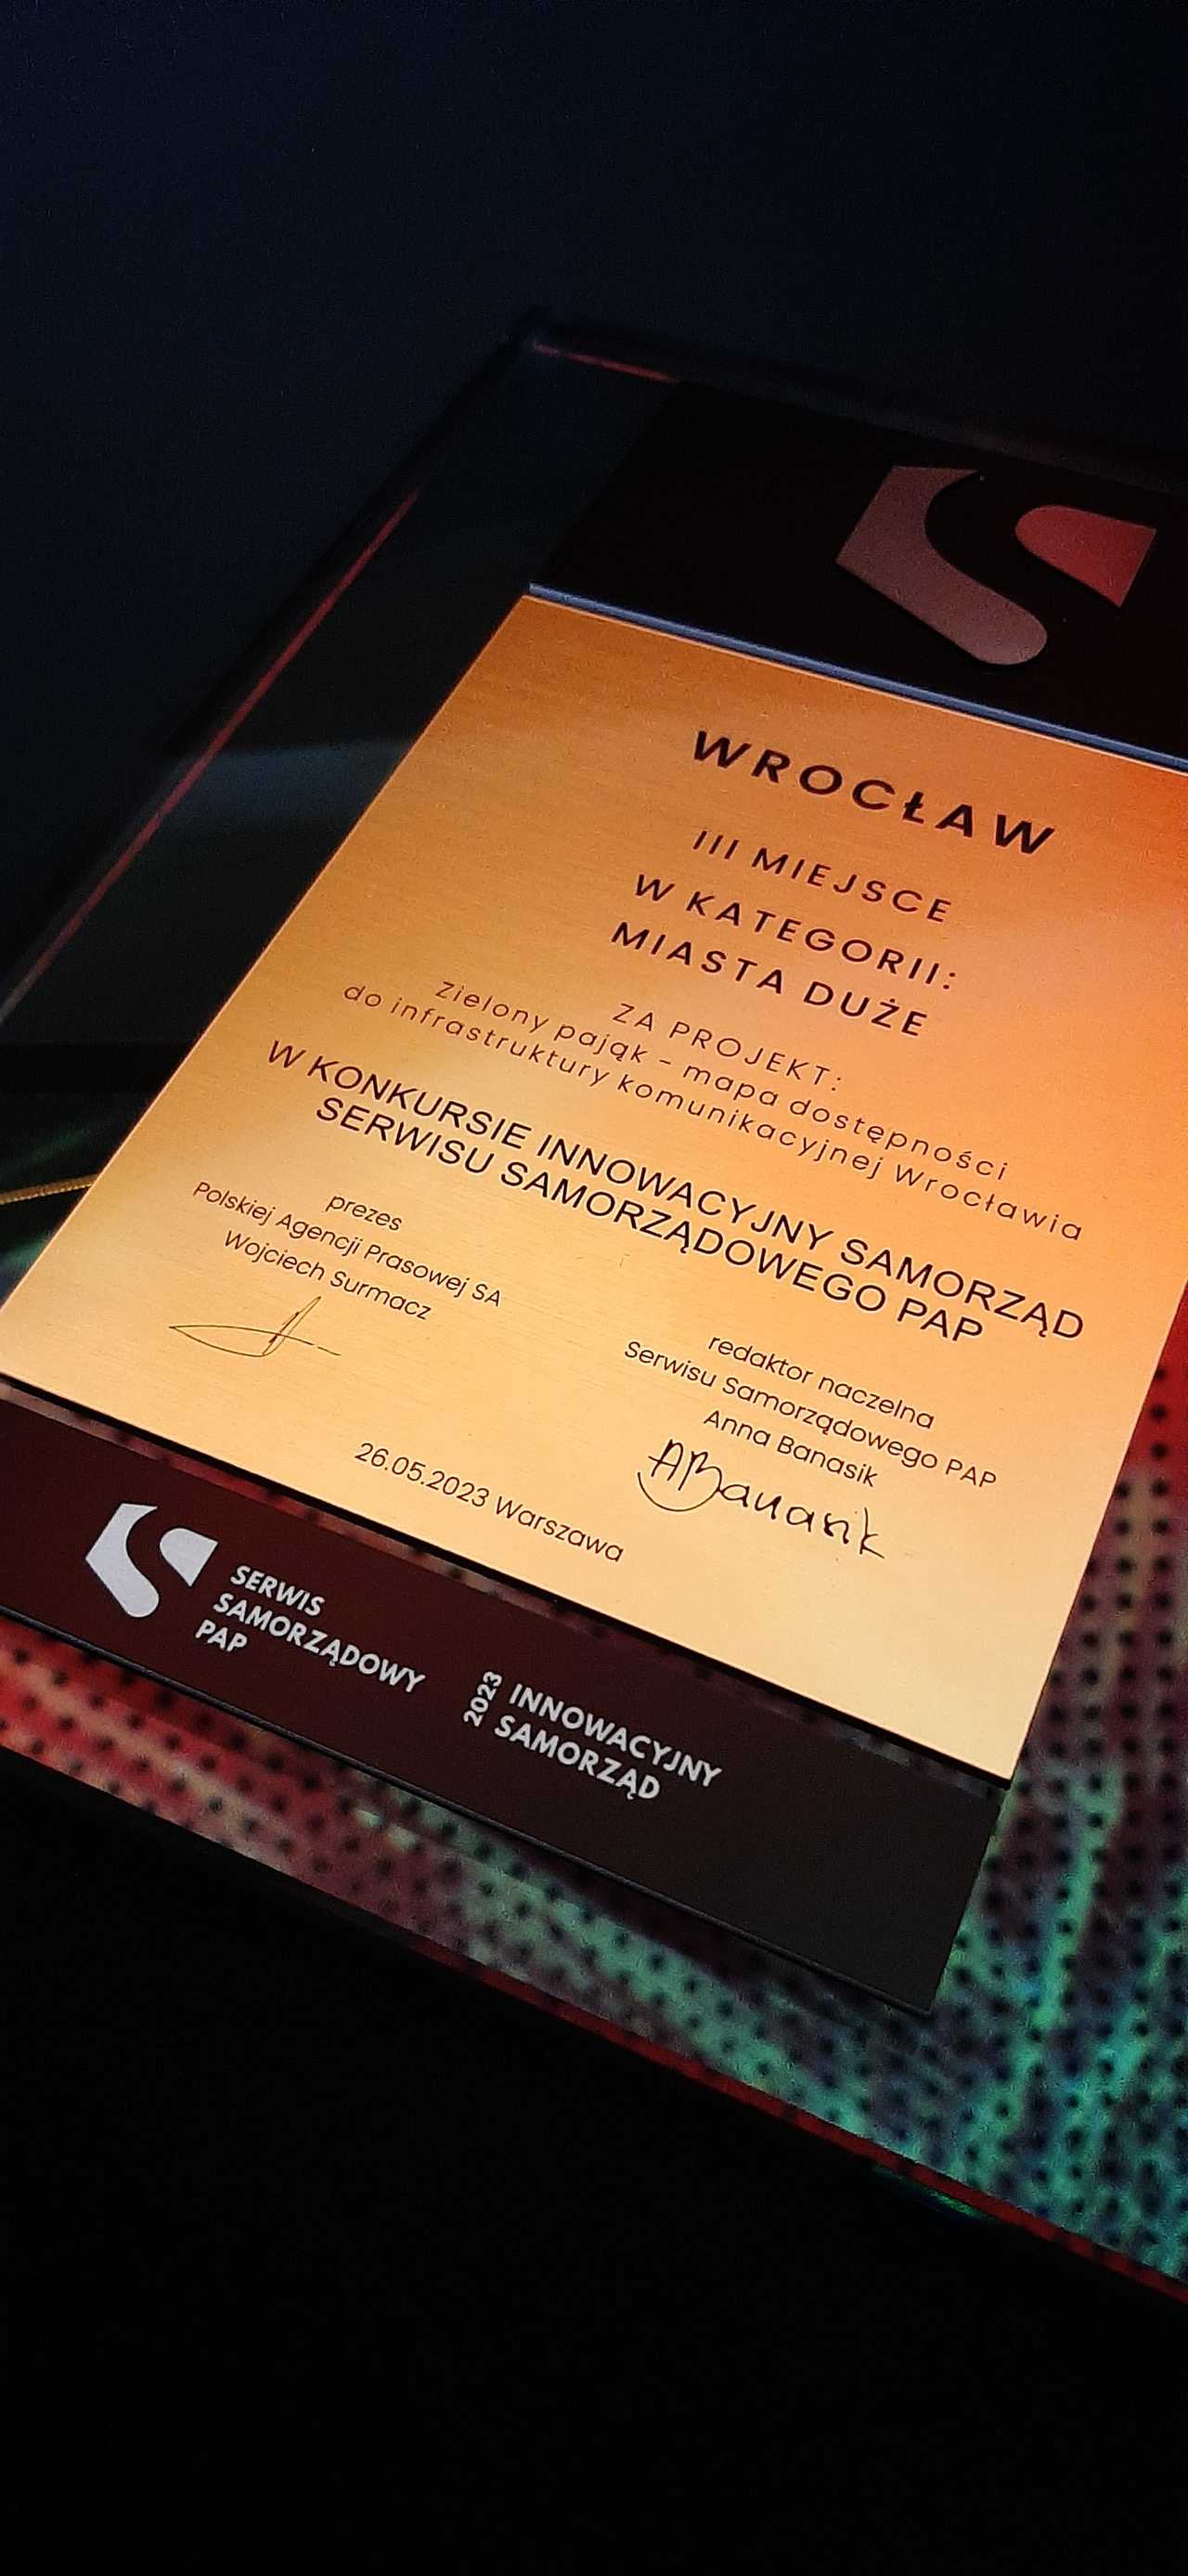 WROCŁAW
III MIEJSCE
W KATEGORII:
MIASTA DUŻE
ZA PROJEKT:
Zielony pająk - mapa dostępności
do infrastruktury komunikacyjnej Wrocławia
W KONKURSIE INNOWACYJNY SAMORZĄD
SERWISU SAMORZĄDOWEGO PAP
prezes
Polskiej Agencji Prasowej SA
Wojciech Surmacz
redaktor naczelna
Serwisu Samorządowego PAP
Anna Banasik
ABanasik
26.05.2023 Warszawa
SERWIS
SAMORZĄDOWY
PAP
2023
INNOWACYJNY
SAMORZĄD